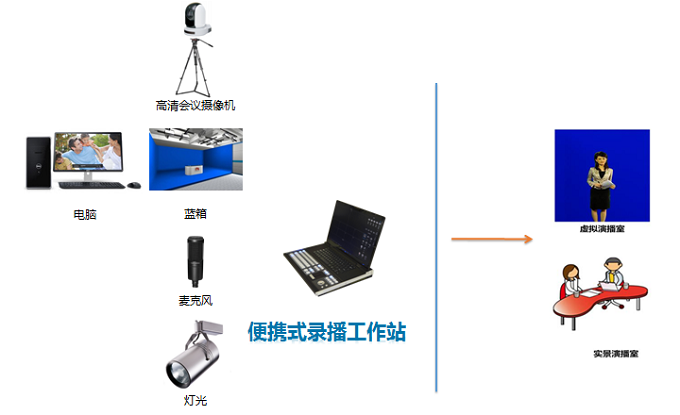 高清会议摄像机
电脑
蓝箱
麦克风
便携式录播工作站
灯光
虚拟演播室
实景演播室